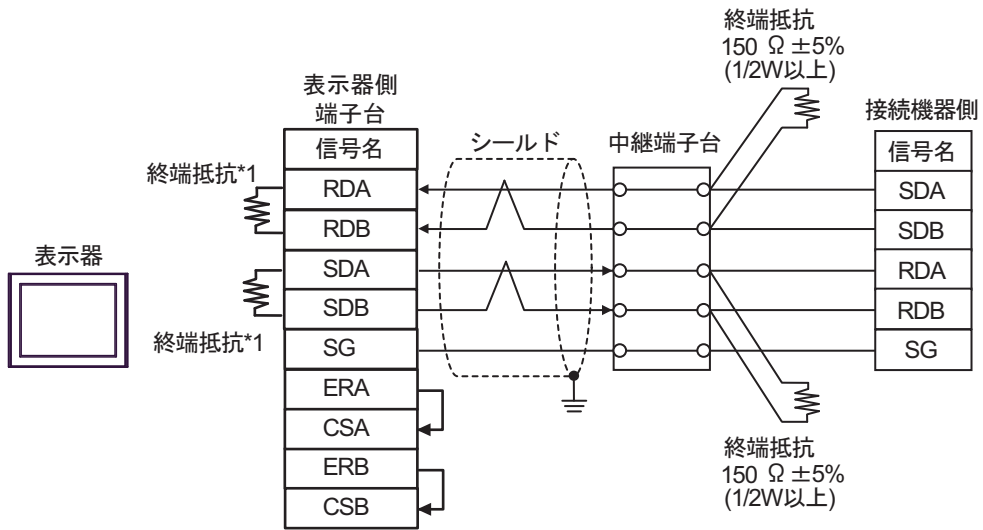 終端抵抗
150 Ω ±5%
(1/2W以上)
表示器側
端子台
接続機器側
信号名
シールド
中継端子台
信号名
終端抵抗*1
RDA
SDA
RDB
SDB
表示器
SDA
RDA
SDB
RDB
終端抵抗*1
SG
SG
ERA
CSA
ERB
CSB
終端抵抗
150 Ω ±5%
(1/2W以上)